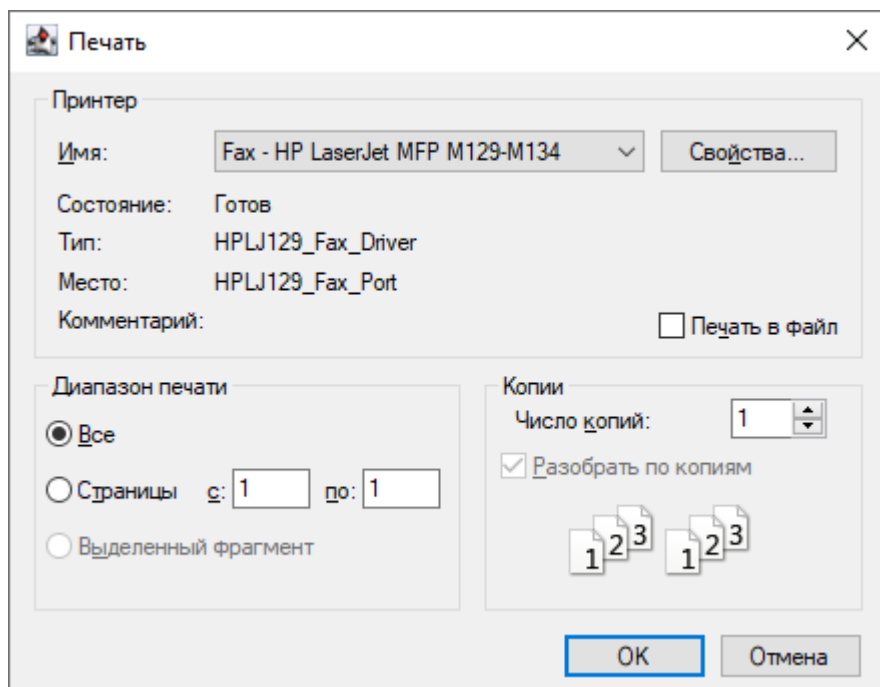 Печать
Принтер
Имя: Fax - HP LaserJet MFP M129-M134 Свойства...
Состояние: Готов
Тип: HPLJ129_Fax_Driver
Место: HPLJ129_Fax_Port
Комментарий:
Печать в файл
Диапазон печати
Все
Страницы с: 1 по: 1
Выделенный фрагмент
Копии
Число копий: 1
Разобрать по копиям
1 2 3 1 2 3
OK Отмена